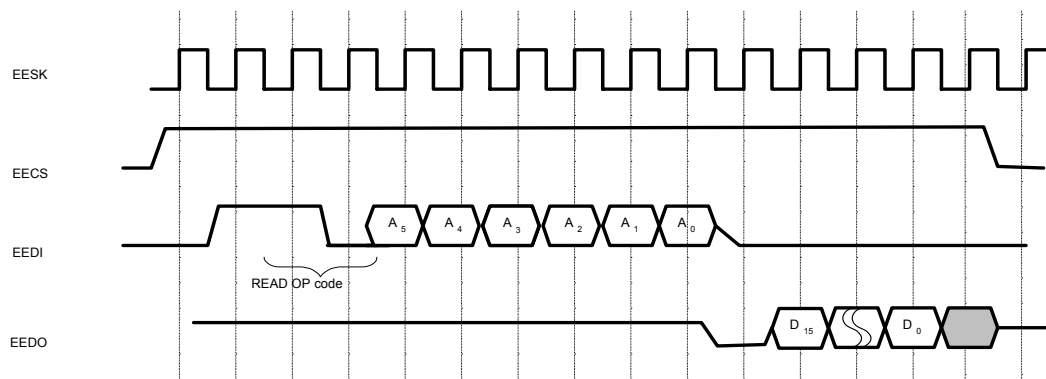 EESK
EECS
EEDI
A5 A4 A3 A2 A1 A0
READ OP code
EEDO
D15 D0